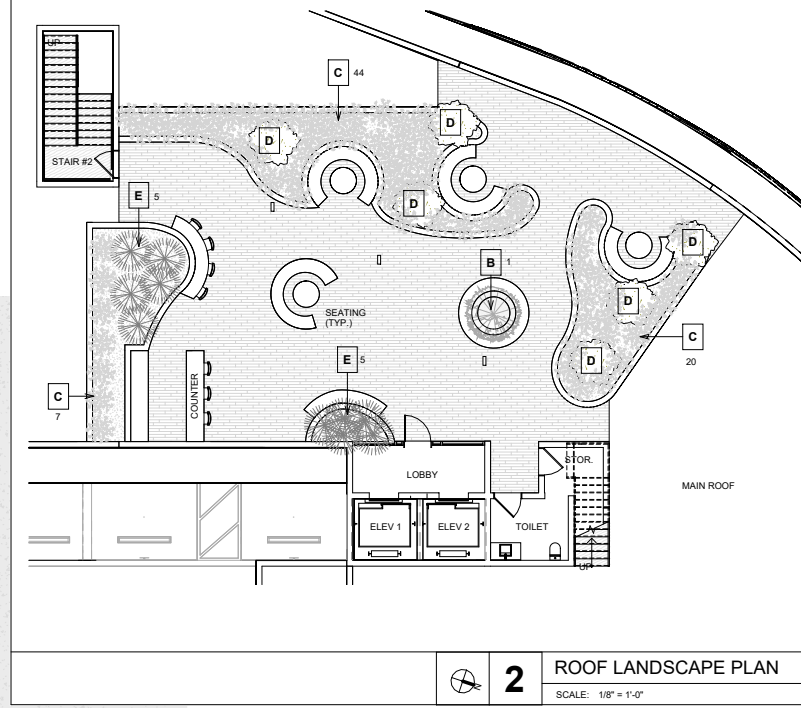 UP
C 44
D
D
STAIR #2
E 5
D
D
B 1
D
SEATING
(TYP.)
C
20
E 5
D
COUNTER
C
7
LOBBY
STOR.
MAIN ROOF
ELEV 1
ELEV 2
TOILET
UP
2
ROOF LANDSCAPE PLAN
SCALE: 1/8" = 1'-0"